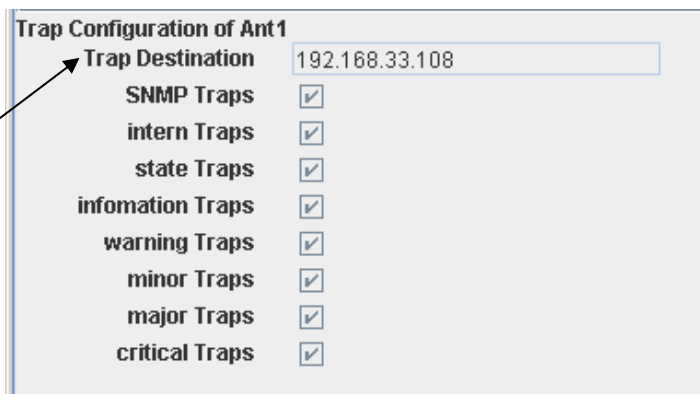 Trap Configuration of Ant1
Trap Destination 192.168.33.108
SNMP Traps
intern Traps
state Traps
infomation Traps
warning Traps
minor Traps
major Traps
critical Traps